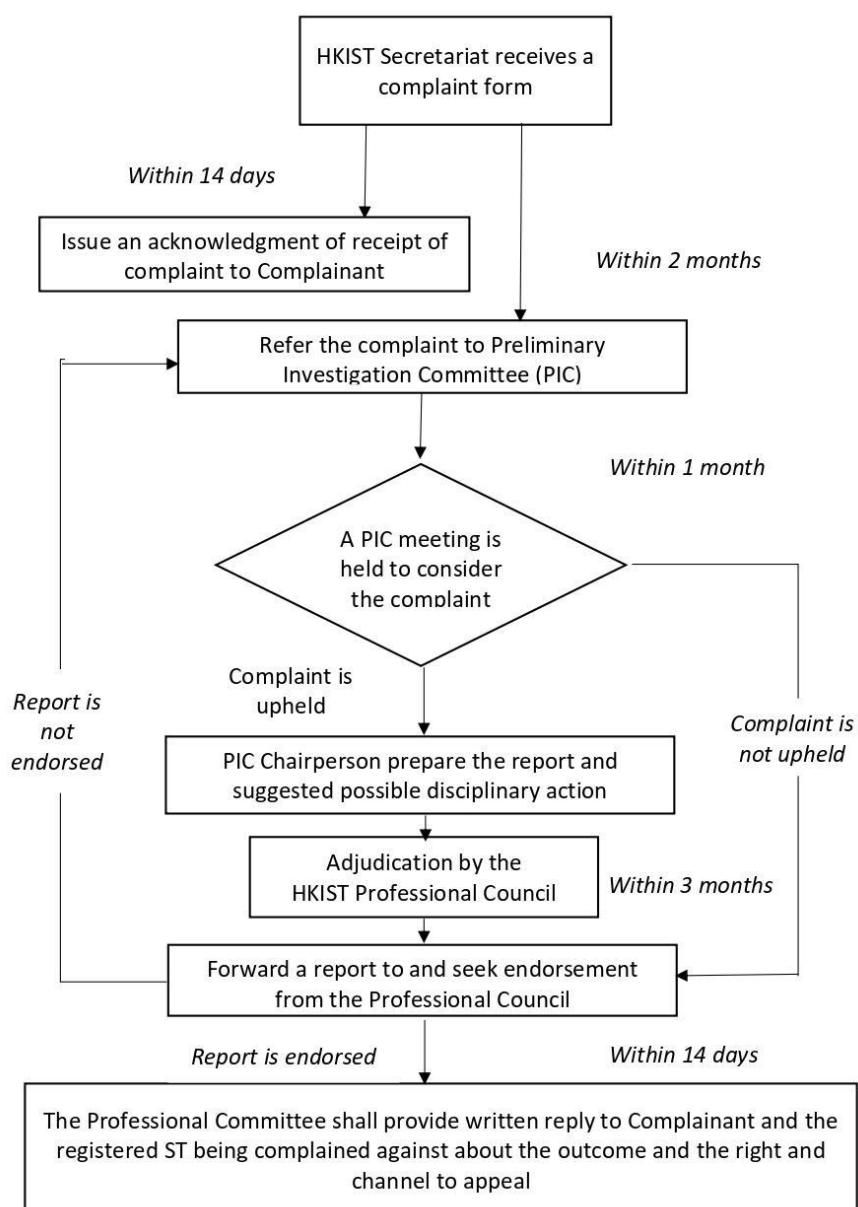 HKIST Secretariat receives a
complaint form
Within 14 days
Issue an acknowledgment of receipt of
complaint to Complainant
Within 2 months
Refer the complaint to Preliminary
Investigation Committee (PIC)
Within 1 month
A PIC meeting is
held to consider
the complaint
Complaint is
upheld
Report is
not
endorsed
Complaint is
not upheld
PIC Chairperson prepare the report and
suggested possible disciplinary action
Adjudication by the
HKIST Professional Council
Within 3 months
Forward a report to and seek endorsement
from the Professional Council
Report is endorsed
Within 14 days
The Professional Committee shall provide written reply to Complainant and the
registered ST being complained against about the outcome and the right and
channel to appeal